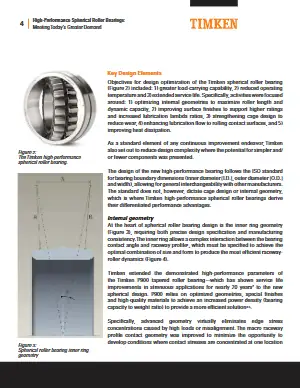 4
High-Performance Spherical Roller Bearings:
Meeting Today's Greater Demand
TIMKEN
Figure 2:
The Timken high performance
spherical roller bearing
Figure 3:
Spherical roller bearing inner ring
geometry
Key Design Elements
Objectives for design optimization of the Timken spherical roller bearing
(Figure 2) included: 1) greater load carrying capability, 2) reduced operating
temperature and 3) extended service life. Specifically, activities were focused
around: 1) optimizing internal geometries to maximize roller length and
dynamic capacity, 2) improving surface finishes to support higher ratings
and increased lubrication lambda ratios, 3) strengthening cage design to
reduce wear, 4) enhancing lubrication flow to rolling contact surfaces, and 5)
improving heat dissipation.
As a standard element of any continuous improvement endeavor, Timken
also set out to reduce design complexity where the potential for simpler and/
or fewer components was presented.
The design of the new high-performance bearing follows the ISO standard
for bearing boundary dimensions (inner diameter (I.D.), outer diameter (O.D.)
and width), allowing for general interchangeability with other manufacturers.
The standard does not, however, dictate cage design or internal geometry,
which is where Timken high-performance spherical roller bearings derive
their differentiated performance advantages.
Internal geometry
At the heart of spherical roller bearing design is the inner ring geometry
(Figure 3), requiring both precise design specification and manufacturing
consistency. The inner ring allows a complex interaction between the bearing
contact angle and raceway profile, which must be specified to achieve the
optimal combination of size and form to produce the most efficient raceway-
roller dynamics (Figure 4).
Timken extended the demonstrated high-performance parameters of
the Timken P900 tapered roller bearing—which has shown service life
improvements in strenuous applications for nearly 20 years to the new
spherical design. P900 relies on optimized geometries, special finishes
and high-quality materials to achieve an increased power density (bearing
capacity to weight ratio) to provide a more efficient solution
Specifically, advanced geometry virtually eliminates edge stress
concentrations caused by high loads or misalignment. The macro raceway
profile contact geometry was improved to minimize the opportunity to
develop conditions where contact stresses are concentrated at one location